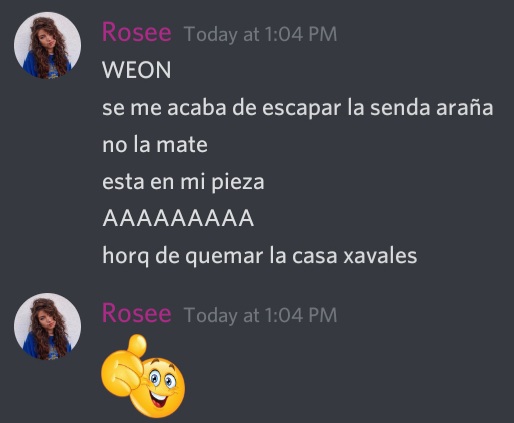 Rosee Today at 1:04 PM
WEON
se me acaba de escapar la senda araña
no la mate
esta en mi pieza
AAAAAAAAA
horq de quemar la casa xavales
Rosee Today at 1:04 PM